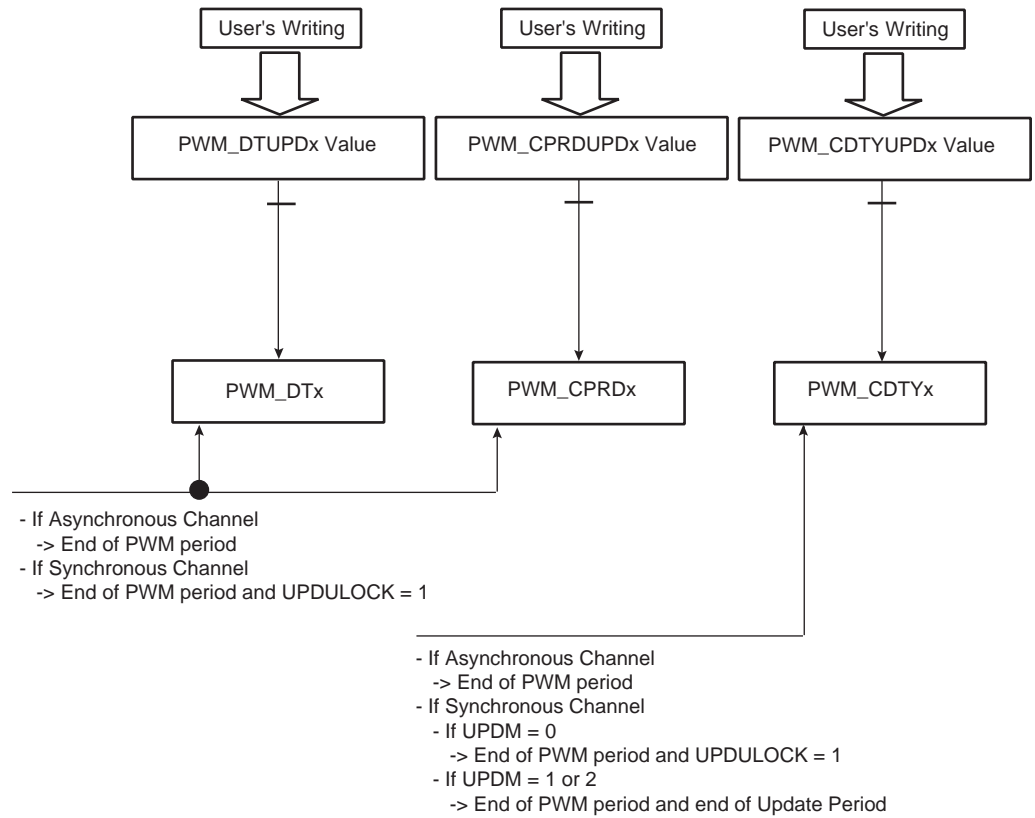 User's Writing
User's Writing
User's Writing
PWM_DTUPDx Value
PWM_CPRDUPDx Value
PWM_CDTYUPDx Value
PWM_DTx
PWM_CPRDx
PWM_CDTYx
- If Asynchronous Channel
-> End of PWM period
- If Synchronous Channel
-> End of PWM period and UPDULOCK = 1
- If Asynchronous Channel
-> End of PWM period
- If Synchronous Channel
- If UPDM = 0
-> End of PWM period and UPDULOCK = 1
- If UPDM = 1 or 2
-> End of PWM period and end of Update Period